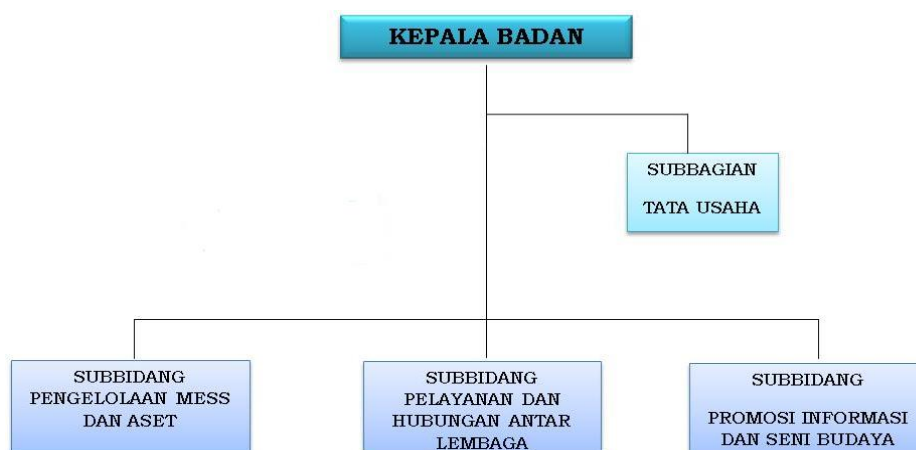 KEPALA BADAN
SUBBAGIAN
TATA USAHA
SUBBIDANG
PENGELOLAAN MESS
DAN ASET
SUBBIDANG
PELAYANAN DAN
HUBUNGAN ANTAR
LEMBAGA
SUBBIDANG
PROMOSI INFORMASI
DAN SENI BUDAYA